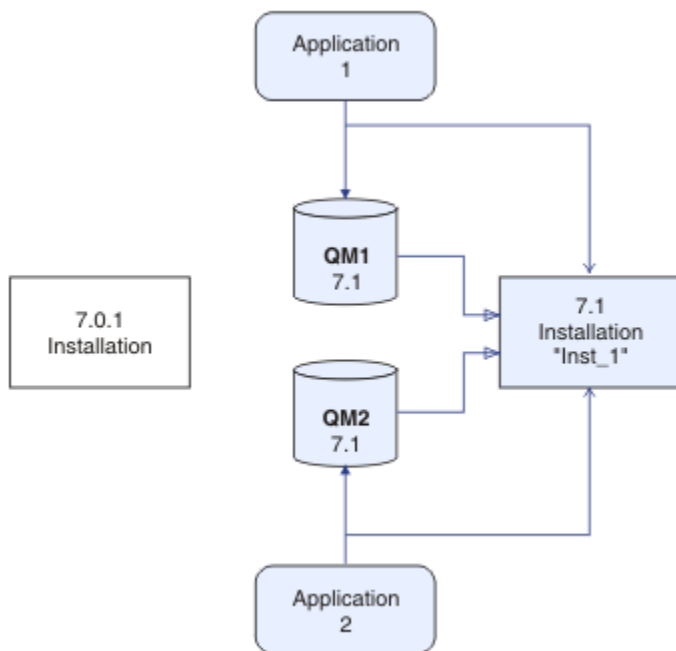 Application
1
QM1
7.1
7.0.1
Installation
7.1
Installation
"Inst_1"
QM2
7.1
Application
2